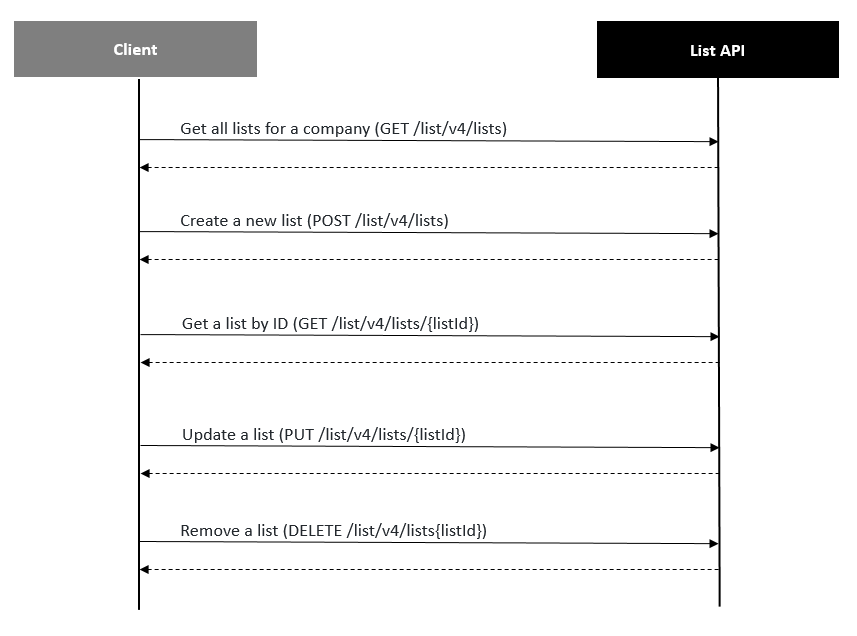 Client
List API
Get all lists for a company (GET /list/v4/lists)
Create a new list (POST /list/v4/lists)
Get a list by ID (GET /list/v4/lists/{listId})
Update a list (PUT /list/v4/lists/{listId})
Remove a list (DELETE /list/v4/lists{listId})